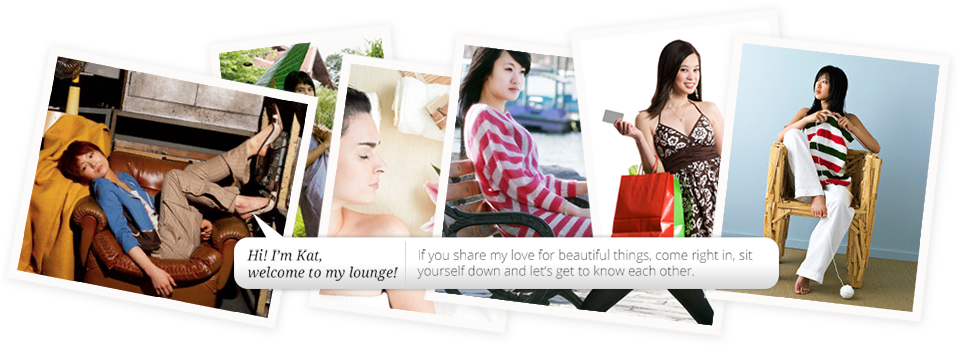 Hi! I'm Kat,
welcome to my lounge!
If you share my love for beautiful things, come right in, sit
yourself down and let's get to know each other.